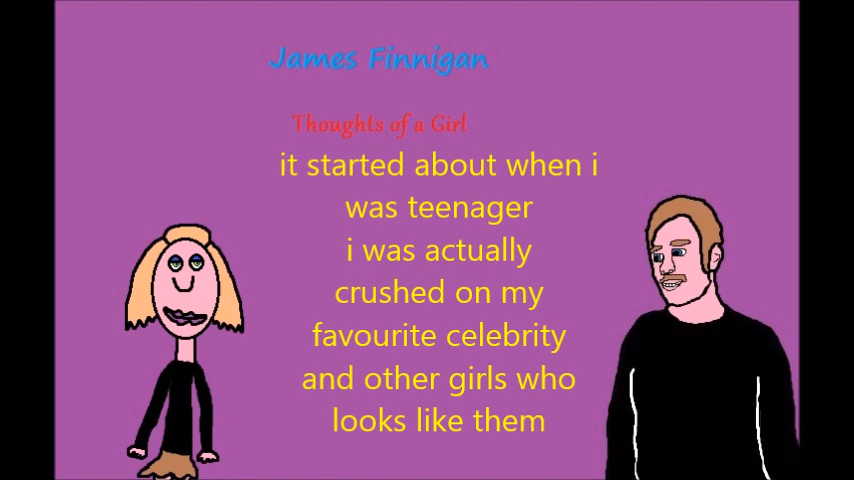 James Finnigan
Thoughts of a Girl
it started about when i
was teenager
i was actually
crushed on my
favourite celebrity
and other girls who
looks like them